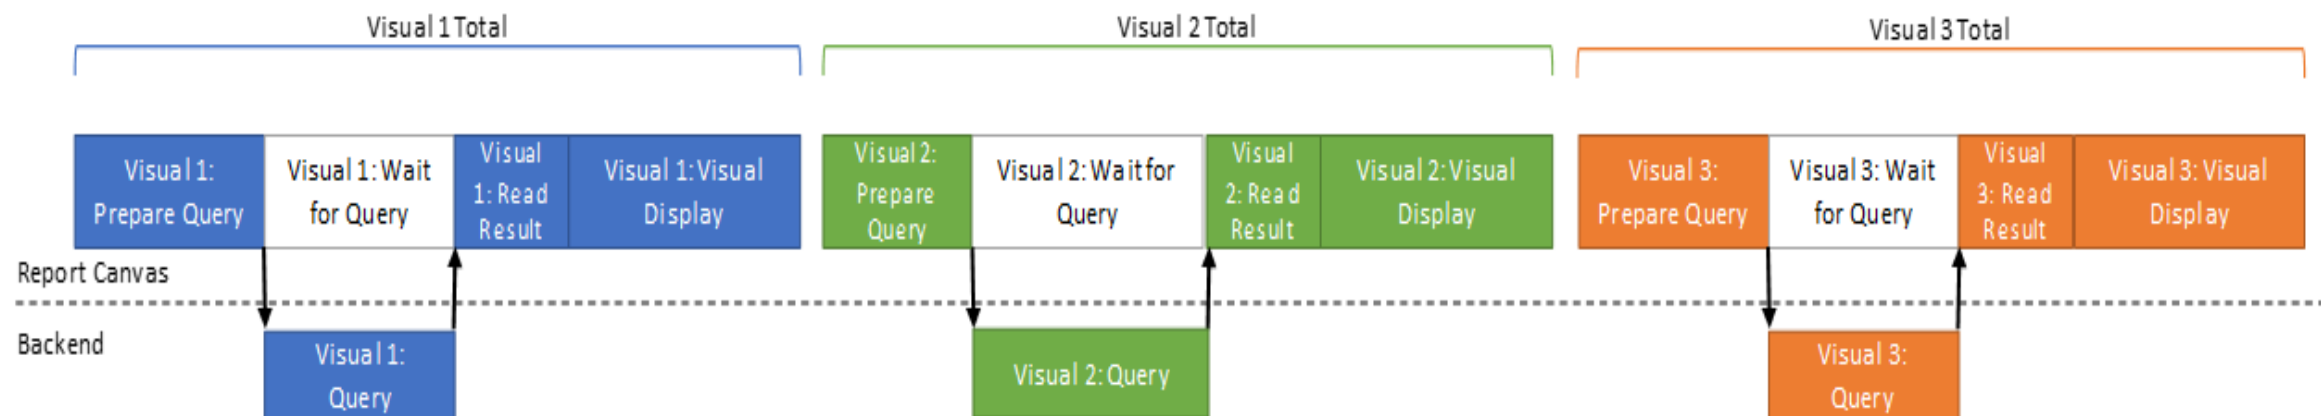 Visual 1 Total
Visual 2 Total
Visual 3 Total
Visual 1:
Prepare Query
Visual 1: Wait
for Query
Visual
1: Read
Result
Visual 1: Visual
Display
Visual 2:
Prepare
Query
Visual 2: Wait for
Query
Visual
2: Read
Result
Visual 2: Visual
Display
Visual 3:
Prepare Query
Visual 3: Wait
for Query
Visual
3: Read
Result
Visual 3: Visual
Display
Report Canvas
Backend
Visual 1:
Query
Visual 2: Query
Visual 3:
Query